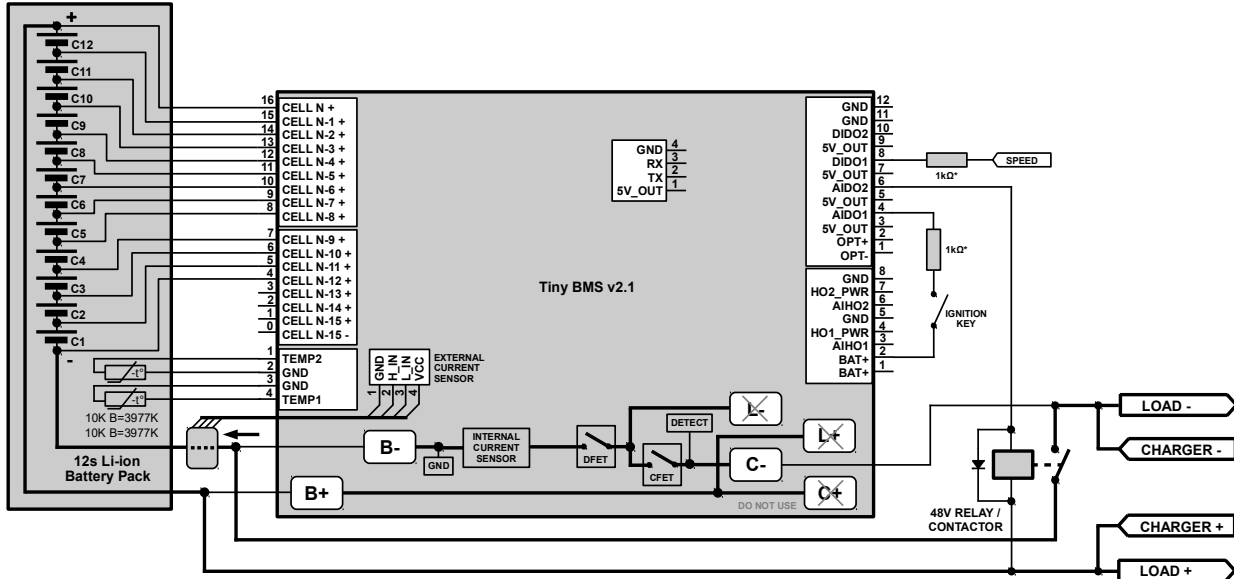 +
C12
C11
C10
C9
C8
C7
C6
C5
C4
C3
C2
C1
-
-t°
-t°
10K B=3977K
10K B=3977K
12s Li-ion
Battery Pack
16 CELL N +
15 CELL N-1 +
14 CELL N-2 +
13 CELL N-3 +
12 CELL N-4 +
11 CELL N-5 +
10 CELL N-6 +
9 CELL N-7 +
8 CELL N-8 +
7 CELL N-9 +
6 CELL N-10 +
5 CELL N-11 +
4 CELL N-12 +
3 CELL N-13 +
2 CELL N-14 +
1 CELL N-15 +
0 CELL N-15 -
1 TEMP2
2 GND
3 GND
4 TEMP1
GND
H_IN
L_IN
VCC
1
2
3
4
EXTERNAL
CURRENT
SENSOR
GND 4
RX 3
TX 2
5V_OUT 1
Tiny BMS v2.1
B-
GND
INTERNAL
CURRENT
SENSOR
DFET
CFET
DETECT
L-
L+
C-
C+
B+
DO NOT USE
GND 12
GND 11
DIDO2 10
5V_OUT 9
DIDO1 8
5V_OUT 7
AIDO2 6
5V_OUT 5
AIDO1 4
5V_OUT 3
OPT+ 2
OPT- 1
GND 8
HO2_PWR 7
AIHO2 6
GND 5
HO1_PWR 4
AIHO1 3
BAT+ 2
BAT+ 1
1kΩ*
SPEED
1kΩ*
IGNITION
KEY
48V RELAY /
CONTACTOR
LOAD -
CHARGER -
CHARGER +
LOAD +